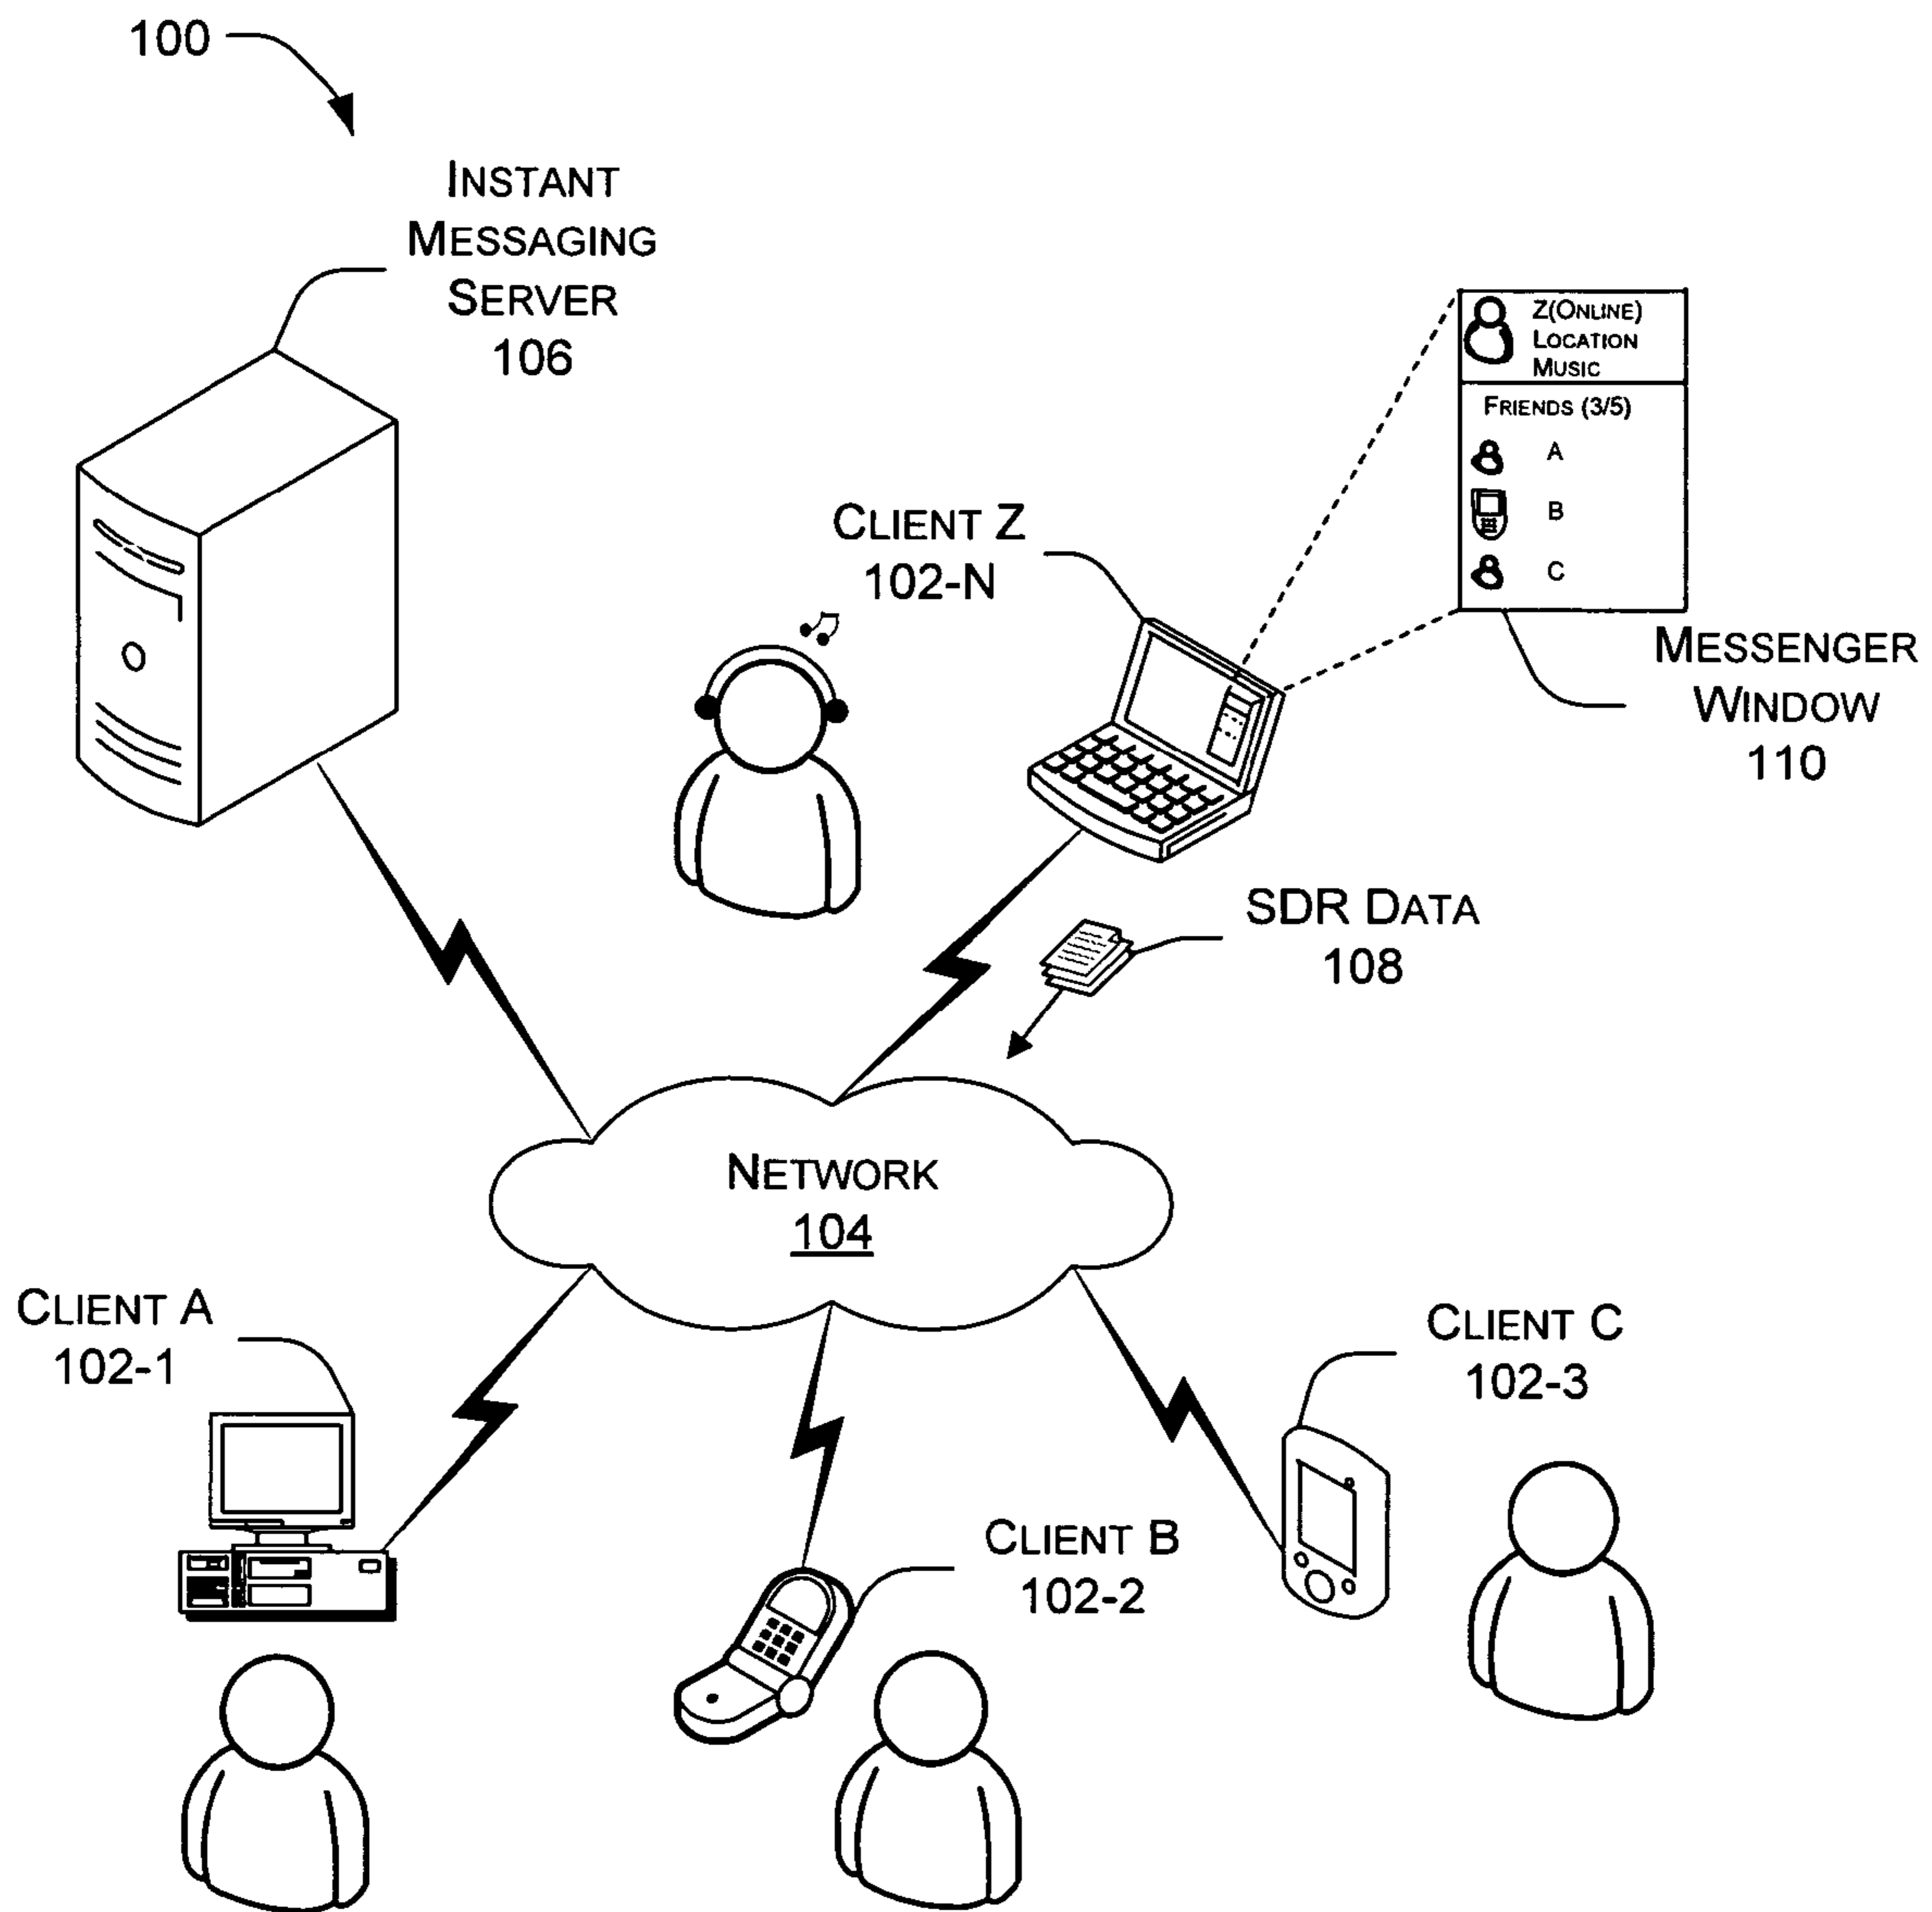 100
INSTANT
MESSAGING
SERVER
106
Z(ONLINE)
LOCATION
MUSIC
FRIENDS (3/5)
A
B
C
CLIENT Z
102-N
MESSENGER
WINDOW
110
SDR DATA
108
NETWORK
104
CLIENT A
102-1
CLIENT C
102-3
CLIENT B
102-2